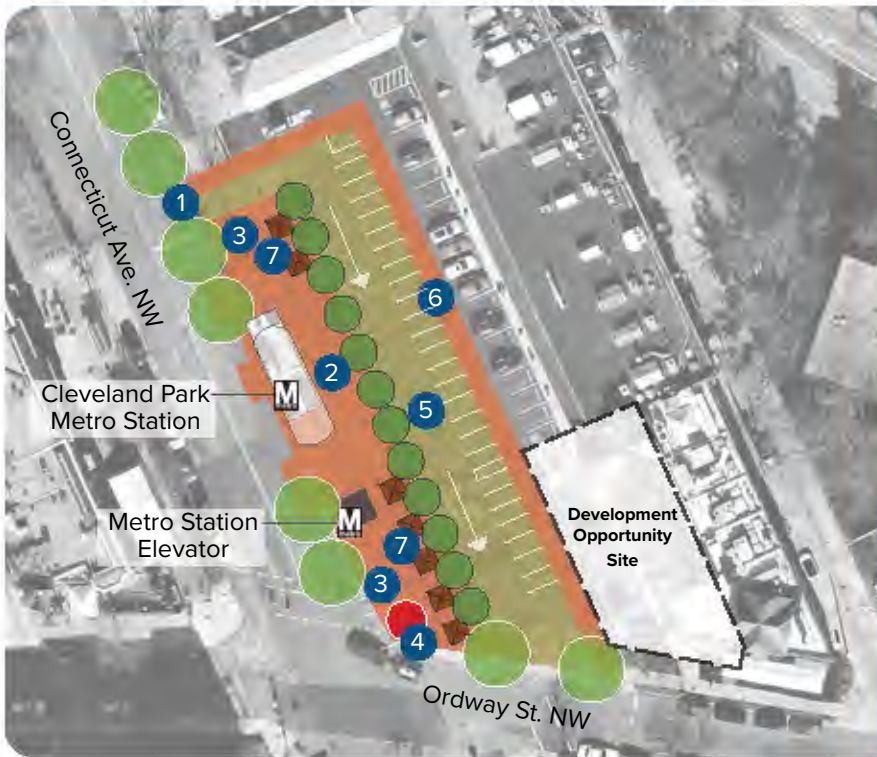 Connecticut Ave. NW
1
3
7
6
2
Cleveland Park
Metro Station
M
5
Metro Station
Elevator
M
Development
Opportunity
Site
7
3
4
Ordway St. NW